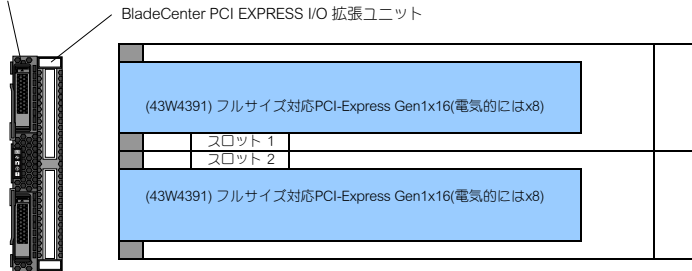 BladeCenter PCI EXPRESS I/O 拡張ユニット
(43W4391) フルサイズ対応PCI-Express Gen1x16(電気的にはx8)
スロット 1
スロット 2
(43W4391) フルサイズ対応PCI-Express Gen1x16(電気的にはx8)